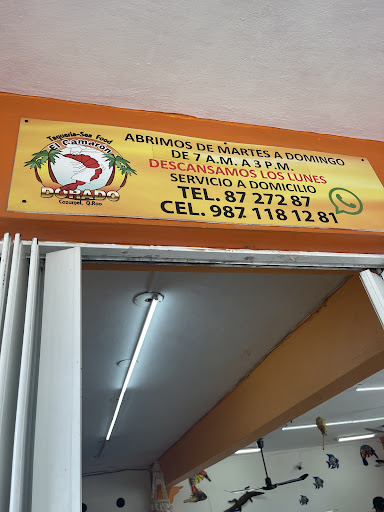 Taquería-Sea Food
El Camarón
DORADO
Cozumel, Q.Roo
ABRIMOS DE MARTES A DOMINGO
DE 7 A.M. A 3 P.M.
DESCANSAMOS LOS LUNES
SERVICIO A DOMICILIO
TEL. 87 272 87
CEL. 987 118 12 81